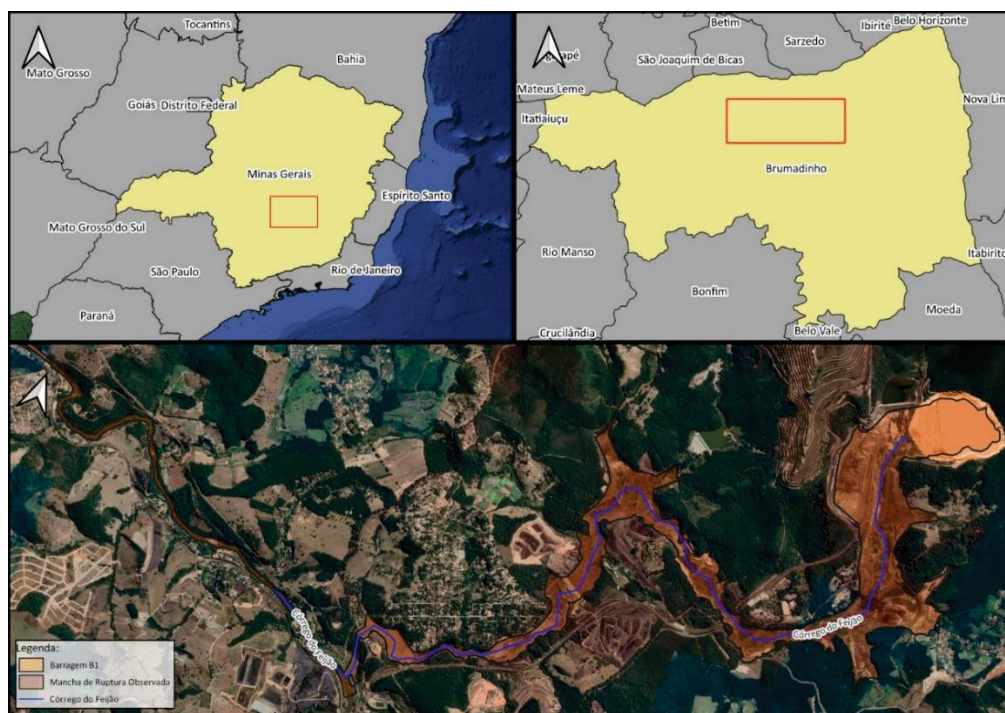 Tocantins
Mato Grosso
Bahia
Goiás
Distrito Federal
Minas Gerais
Espírito Santo
Mato Grosso do Sul
São Paulo
Rio de Janeiro
Paraná
Betim
Ibirité
Belo Horizonte
Sarzedo
São Joaquim de Bicas
Mateus Leme
Nova Lim
Itatiaiuçu
Brumadinho
Rio Manso
Itabirito
Bonfim
Moeda
Crucilândia
Belo Vale
Córrego do Feijão
Córrego do Feijão
Legenda:
Barragem B1
Mancha de Ruptura Observada
Córrego do Feijão